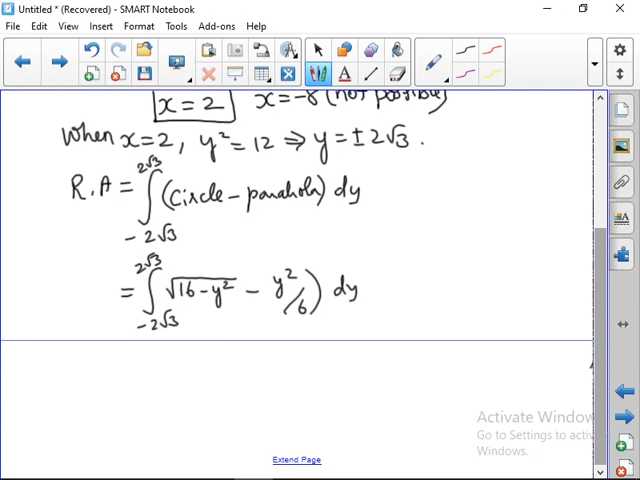 Untitled * (Recovered) - SMART Notebook
File Edit View Insert Format Tools Add-ons Help
x=2 x=-8 (not possible)
When x=2, y²=12 ⇒ y=±2√3.
R.A = ∫_{-2√3}^{2√3} (Circle - parabola) dy
= ∫_{-2√3}^{2√3} √16-y² - y²/6) dy
Activate Window
Go to Settings to activ
Windows.
Extend Page